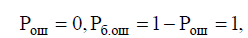 Pош = 0, Pб.ош = 1 − Pош = 1,